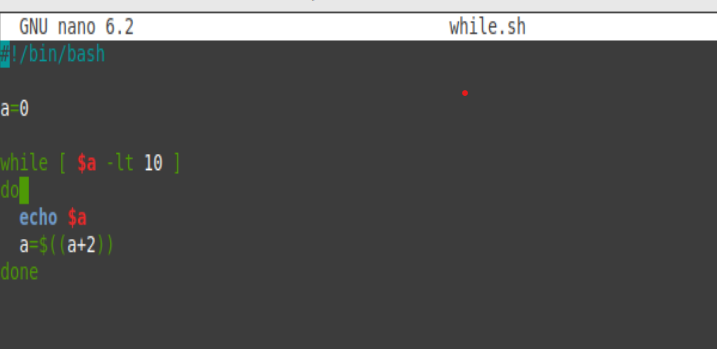 GNU nano 6.2 while.sh
#!/bin/bash
a=0
while [ $a -lt 10 ]
do
echo $a
a=$((a+2))
done